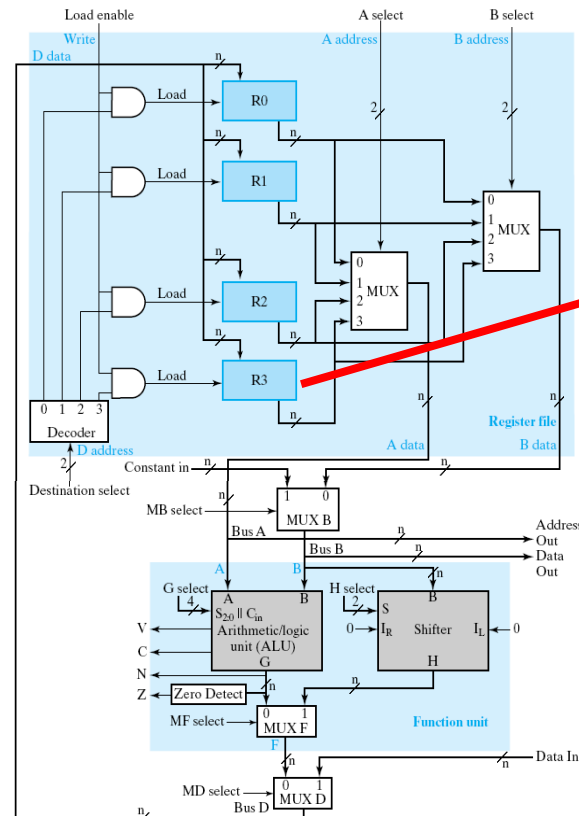 Load enable
A select
B select
Write
A address
B address
D data
n
Load
R0
2
2
n
n
Load
R1
n
0
1
2
3
MUX
n
0
1
2
3
MUX
Load
R2
n
n
Load
R3
n
0 1 2 3
Decoder
D address
2
Destination select
n
n
Register file
A data
B data
Constant in
n
n
n
1 0
MB select
MUX B
Bus A
n
Address
Out
Bus B
n
Data
Out
A
B
n
G select
4
A
B
S2:0 || Cin
Arithmetic/logic
unit (ALU)
G
H select
2
B
S
0
IR
Shifter
IL
0
H
V
C
N
Z
n
Zero Detect
n
MF select
0 1
MUX F
F
Function unit
n
n
Data In
MD select
0 1
MUX D
n
Bus D